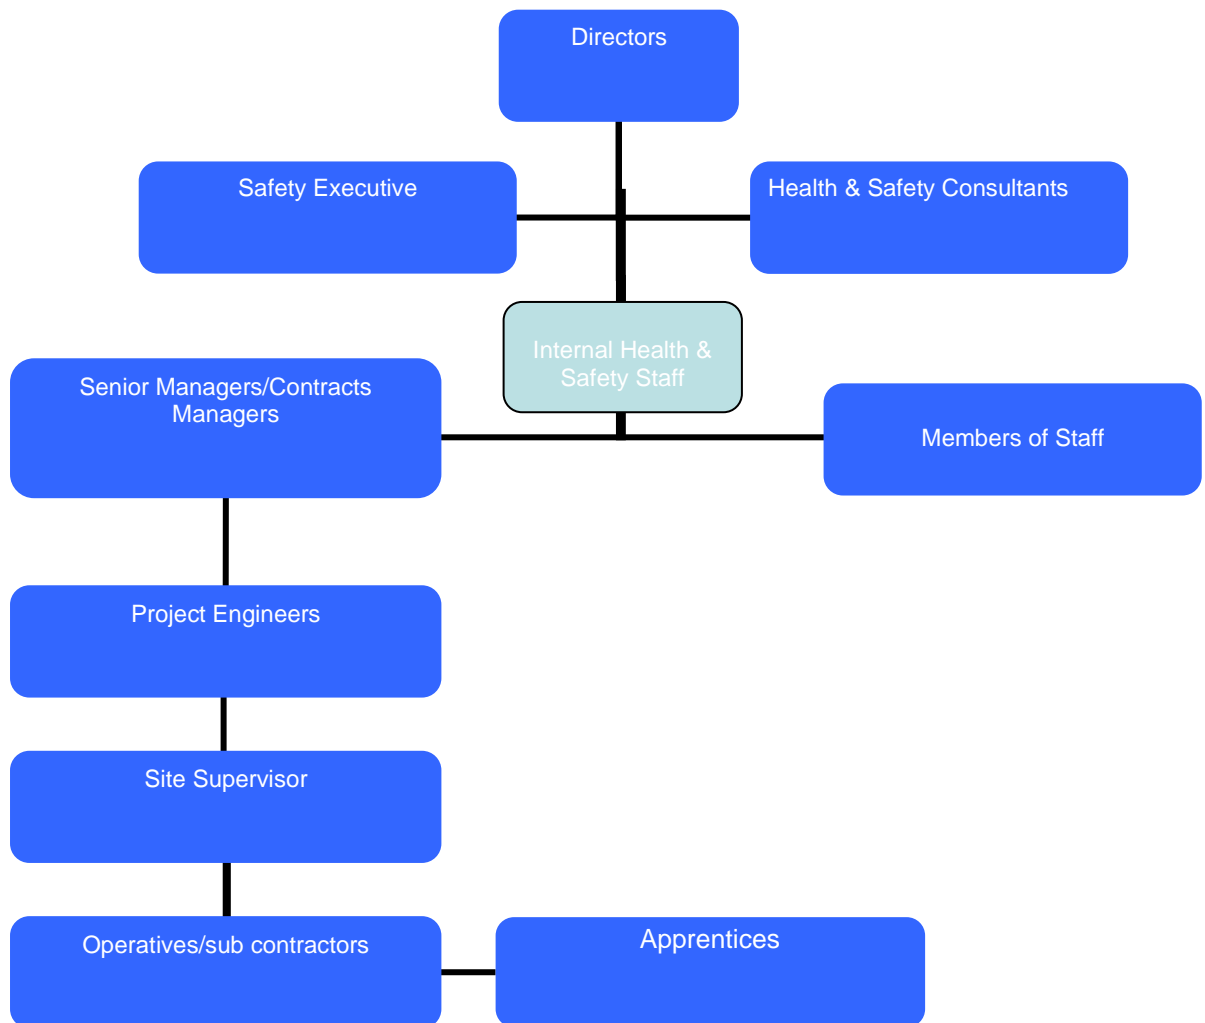 Directors
Safety Executive
Health & Safety Consultants
Internal Health &
Safety Staff
Senior Managers/Contracts
Managers
Members of Staff
Project Engineers
Site Supervisor
Operatives/sub contractors
Apprentices